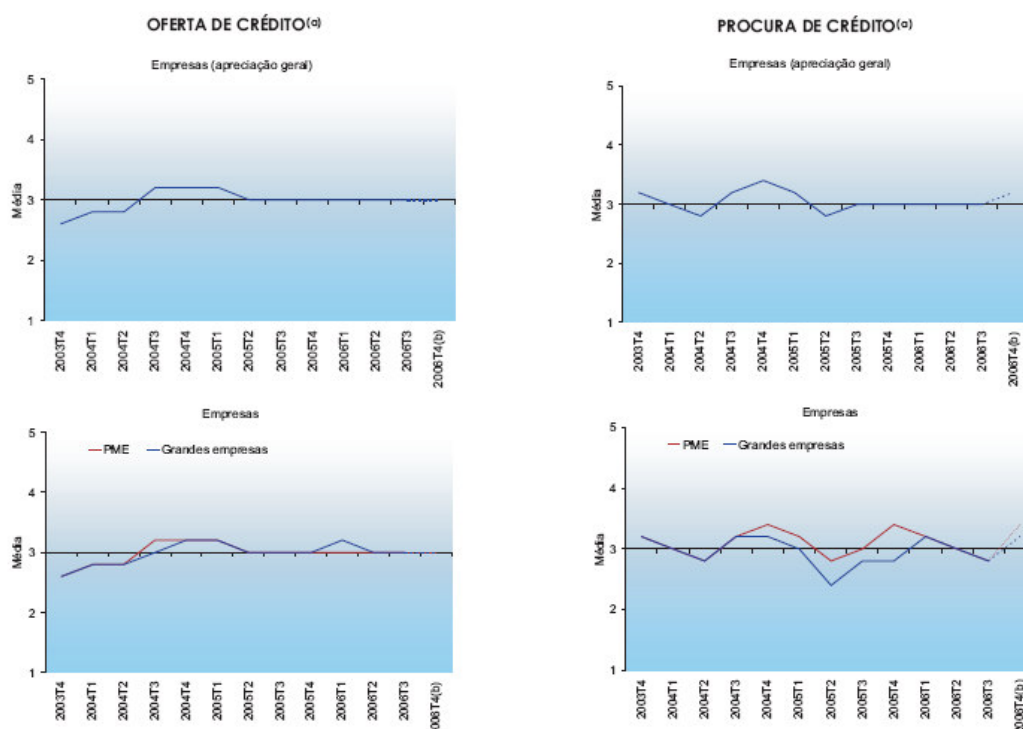 OFERTA DE CRÉDITO(a)
Empresas (apreciação geral)
5
4
Média
3
2
1
2003T4
2004T1
2004T2
2004T3
2004T4
2005T1
2005T2
2005T3
2005T4
2006T1
2006T2
2006T3
2006T4(b)
PROCURA DE CRÉDITO(a)
Empresas (apreciação geral)
5
4
Média
3
2
1
2003T4
2004T1
2004T2
2004T3
2004T4
2005T1
2005T2
2005T3
2005T4
2006T1
2006T2
2006T3
2006T4(b)
Empresas
5
PME Grandes empresas
4
Média
3
2
1
2003T4
2004T1
2004T2
2004T3
2004T4
2005T1
2005T2
2005T3
2005T4
2006T1
2006T2
2006T3
2006T4(b)
Empresas
5
PME Grandes empresas
4
Média
3
2
1
2003T4
2004T1
2004T2
2004T3
2004T4
2005T1
2005T2
2005T3
2005T4
2006T1
2006T2
2006T3
2006T4(b)